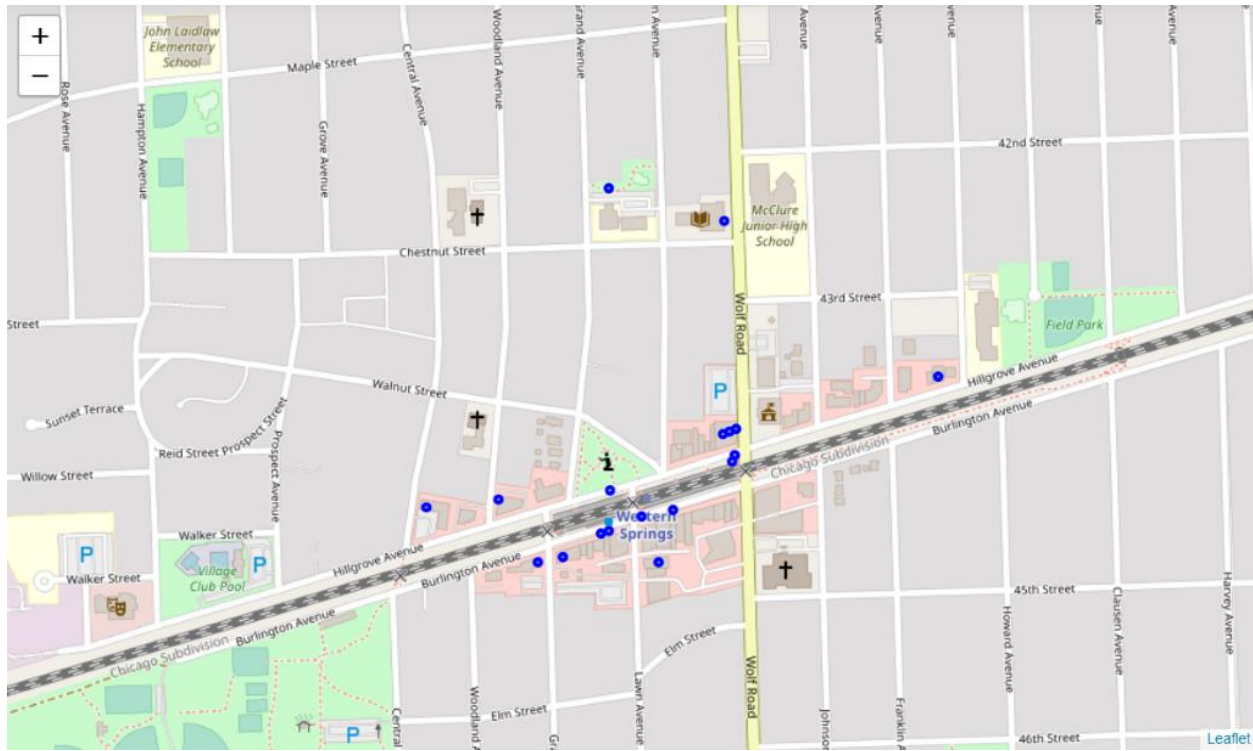 +
−
John Laidlaw
Elementary
School
Maple Street
Rose Avenue
Hampton Avenue
Grove Avenue
Central Avenue
Woodland Avenue
Grand Avenue
Avenue
Avenue
Avenue
Avenue
Avenue
Avenue
42nd Street
McClure
Junior High
School
Chestnut Street
Wolf Road
43rd Street
Field Park
Street
Walnut Street
P
Hillgrove Avenue
Burlington Avenue
Chicago Subdivision
Sunset Terrace
Reid Street
Prospect Street
Prospect Avenue
Willow Street
Western
Springs
Walker Street
P
P
Walker Street
Village
Club Pool
Hillgrove Avenue
Burlington Avenue
Burlington Avenue
Chicago Subdivision
45th Street
Howard Avenue
Clausen Avenue
Harvey Avenue
Elm Street
Elm Street
Wolf Road
Lawn Avenue
Woodland A
Central
Gra
Johnson
Franklin A
P
46th Street
Leaflet